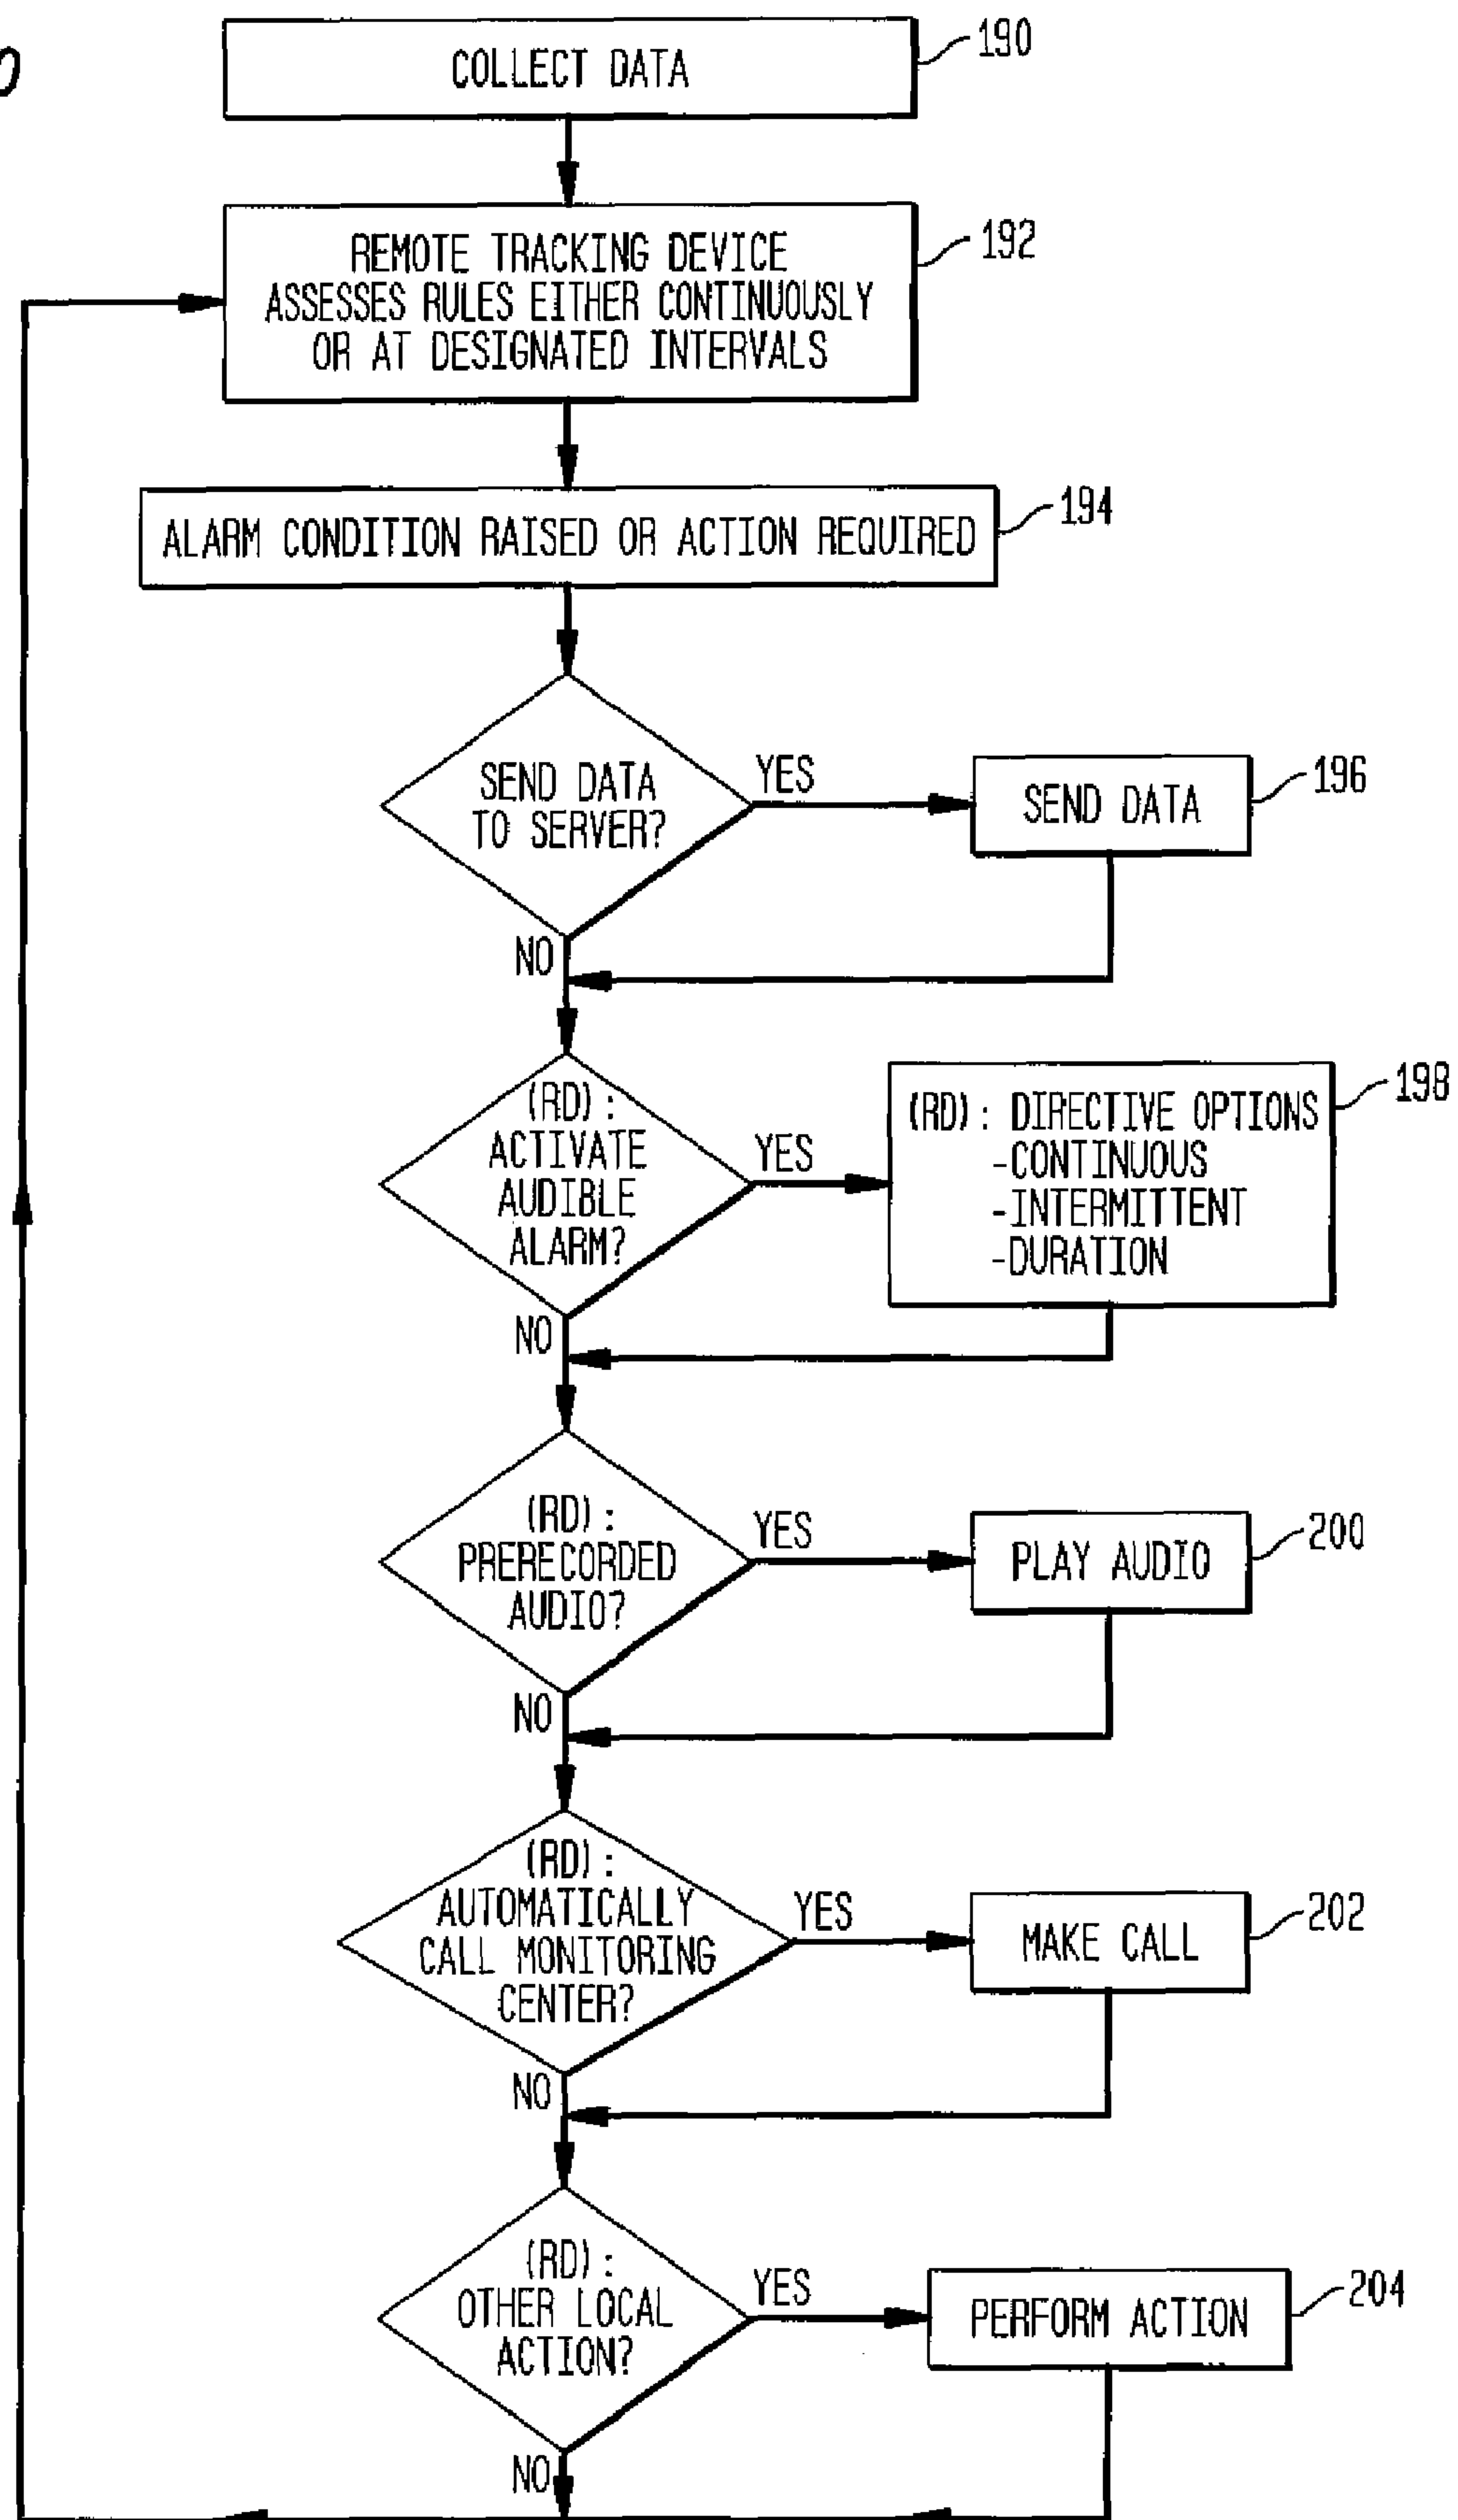 190
COLLECT DATA
192
REMOTE TRACKING DEVICE
ASSESSES RULES EITHER CONTINUOUSLY
OR AT DESIGNATED INTERVALS
194
ALARM CONDITION RAISED OR ACTION REQUIRED
SEND DATA
TO SERVER?
YES
SEND DATA
196
NO
(RD):
ACTIVATE
AUDIBLE
ALARM?
YES
(RD): DIRECTIVE OPTIONS
-CONTINUOUS
-INTERMITTENT
-DURATION
198
NO
(RD):
PRERECORDED
AUDIO?
YES
PLAY AUDIO
200
NO
(RD):
AUTOMATICALLY
CALL MONITORING
CENTER?
YES
MAKE CALL
202
NO
(RD):
OTHER LOCAL
ACTION?
YES
PERFORM ACTION
204
NO